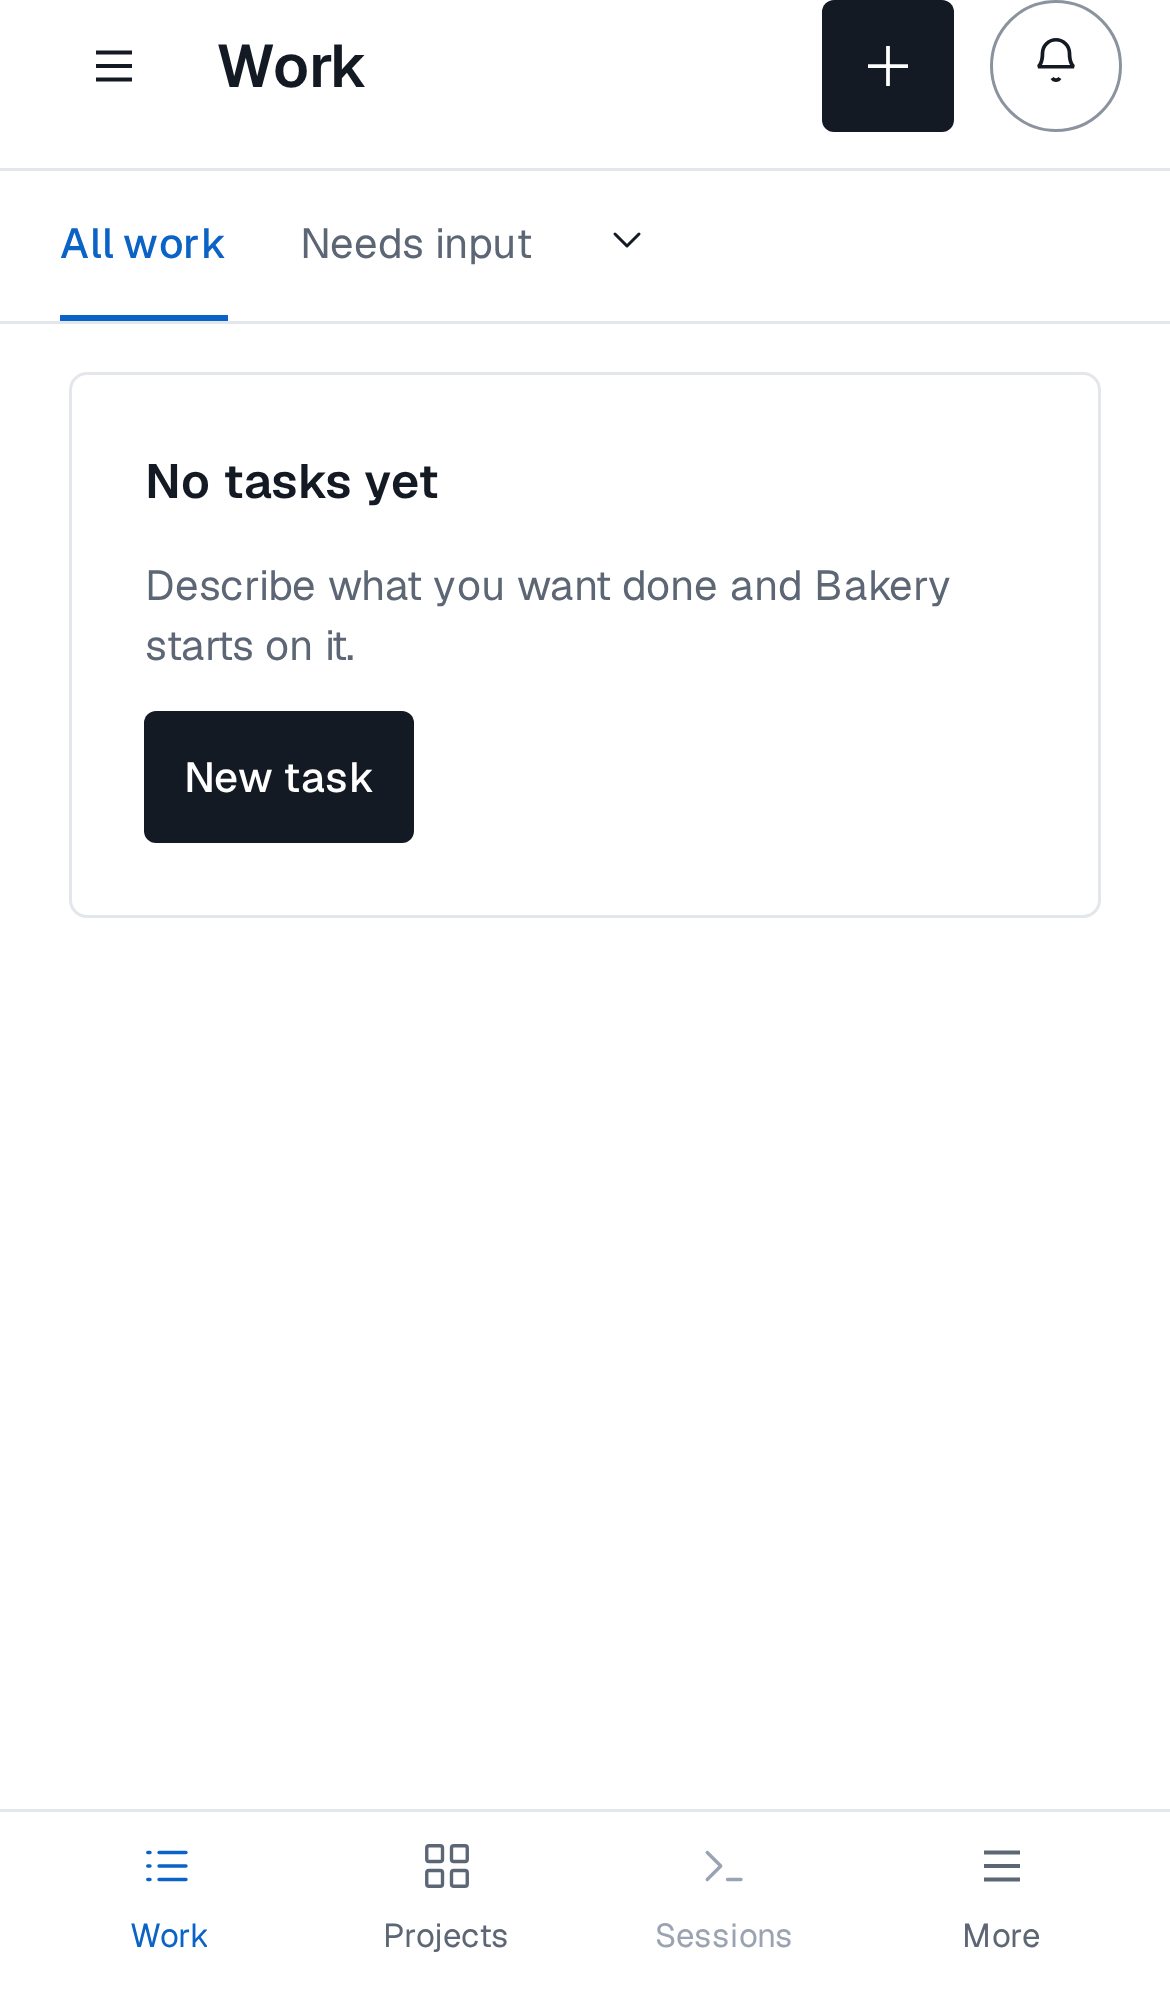 Work
All work
Needs input
No tasks yet
Describe what you want done and Bakery
starts on it.
New task
Work
Projects
Sessions
More